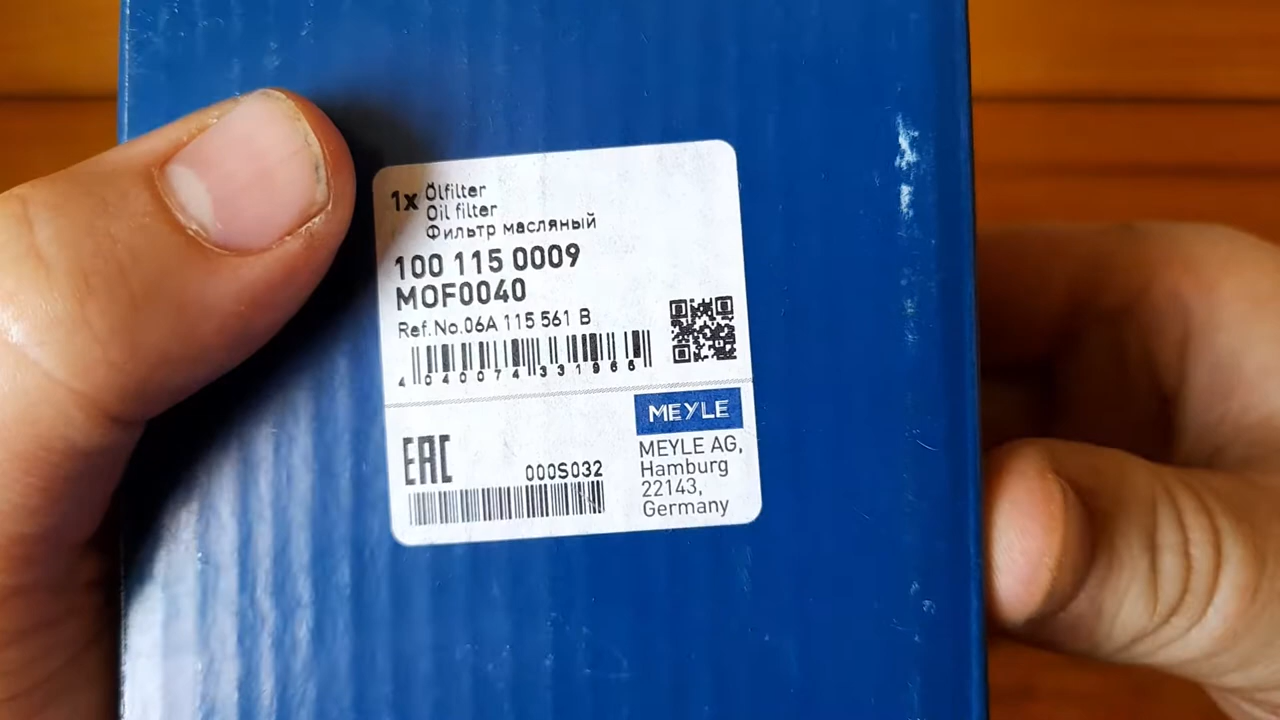 1x Ölfilter
Oil filter
Фильтр масляный
100 115 0009
MOF0040
Ref.No.06A 115 561 B
4 040074 331966
EAC
000S032
MEYLE
MEYLE AG,
Hamburg
22143,
Germany